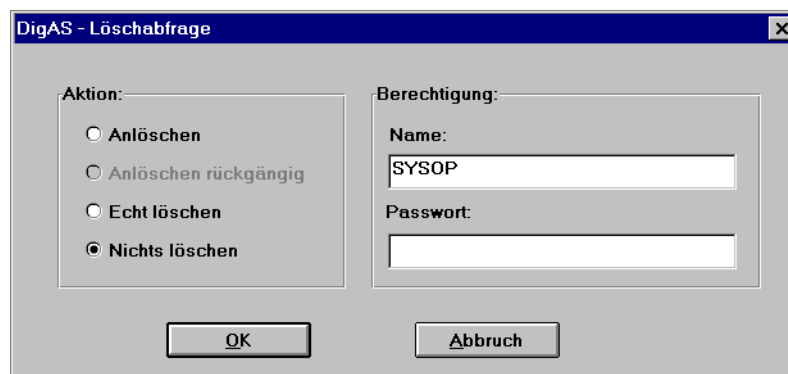 DigAS - Löschabfrage
Aktion:
Anlöschen
Anlöschen rückgängig
Echt löschen
Nichts löschen
Berechtigung:
Name:
SYSOP
Passwort:
OK
Abbruch